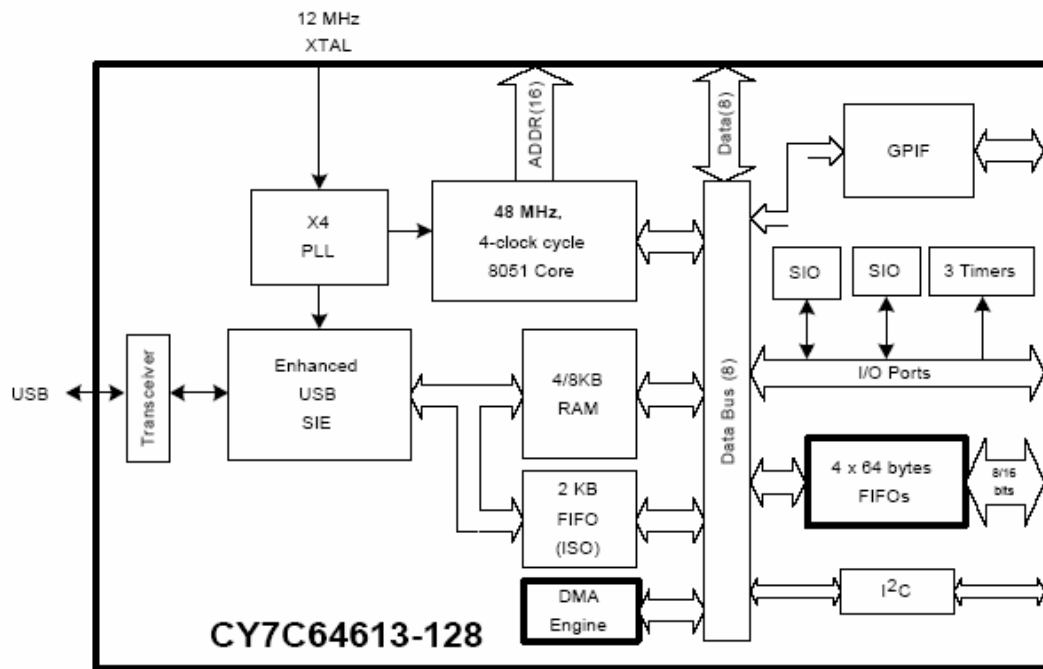 12 MHz
XTAL
ADDR(16)
Data(8)
GPIF
X4
PLL
48 MHz,
4-clock cycle
8051 Core
SIO
SIO
3 Timers
USB
Transceiver
Enhanced
USB
SIE
4/8KB
RAM
Data Bus (8)
I/O Ports
2 KB
FIFO
(ISO)
4 x 64 bytes
FIFOs
8/16
bits
DMA
Engine
I²C
CY7C64613-128